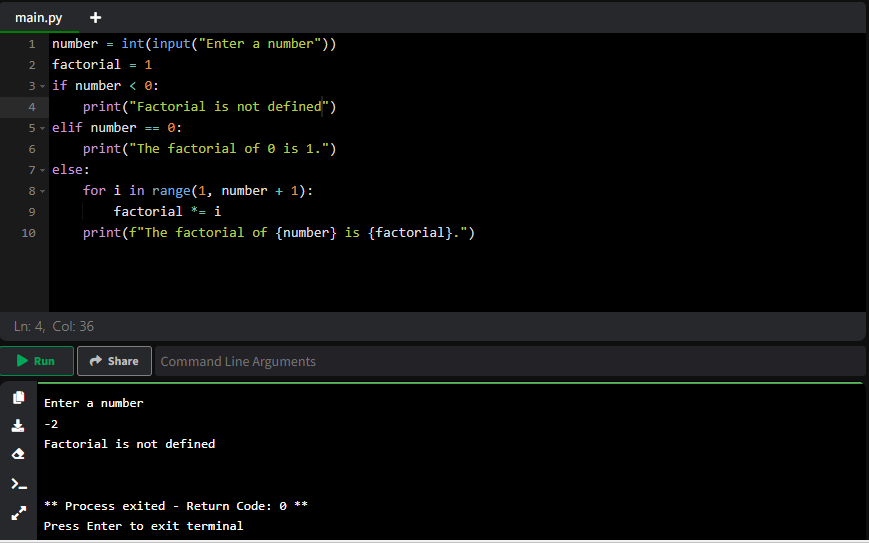 main.py +
1 number = int(input("Enter a number"))
2 factorial = 1
3 if number < 0:
4     print("Factorial is not defined")
5 elif number == 0:
6     print("The factorial of 0 is 1.")
7 else:
8     for i in range(1, number + 1):
9         factorial *= i
10     print(f"The factorial of {number} is {factorial}.")
Ln: 4, Col: 36
Run Share Command Line Arguments
Enter a number
-2
Factorial is not defined
** Process exited - Return Code: 0 **
Press Enter to exit terminal